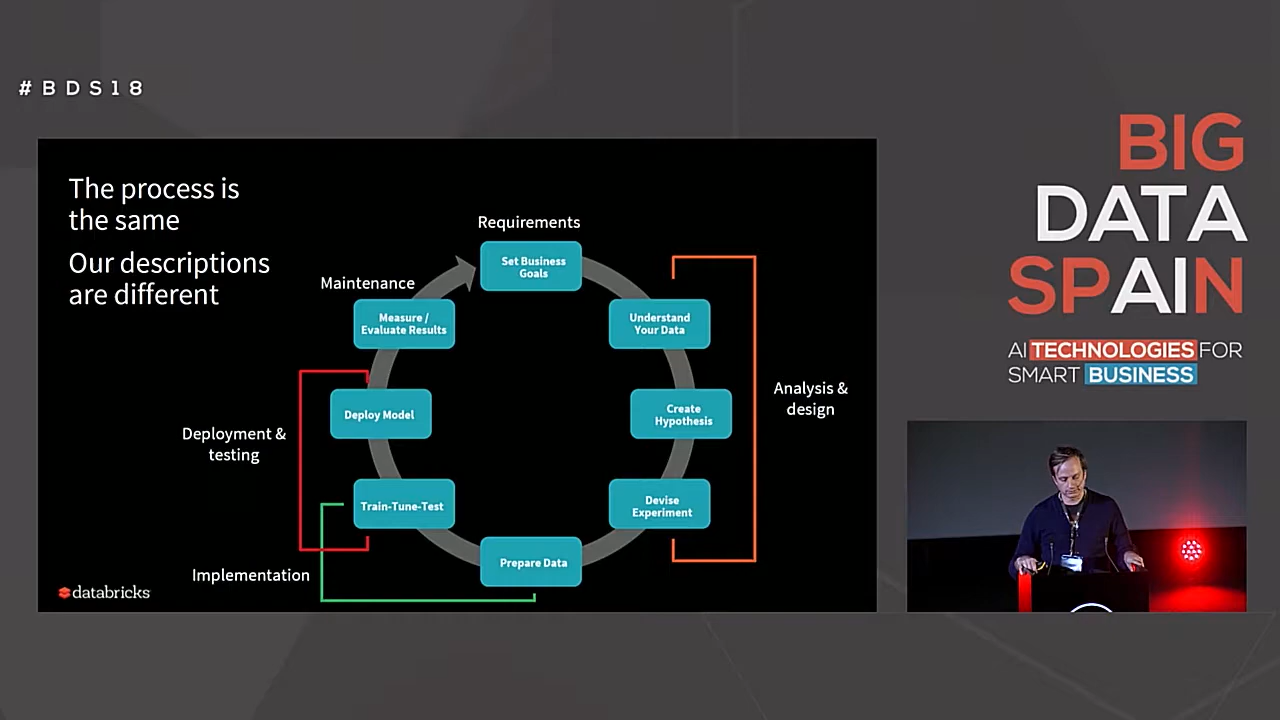 #BDS18
The process is
the same
Our descriptions
are different
Requirements
Set Business
Goals
Maintenance
Measure /
Evaluate Results
Understand
Your Data
Deploy Model
Create
Hypothesis
Analysis &
design
Deployment &
testing
Train-Tune-Test
Devise
Experiment
Prepare Data
Implementation
databricks
BIG
DATA
SPAIN
AI TECHNOLOGIES FOR
SMART BUSINESS